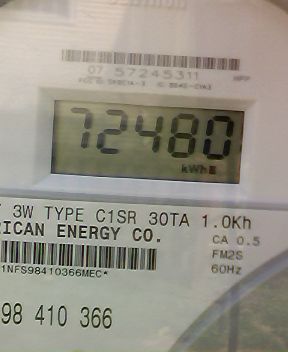 07 57245311
72480
kWh
3W TYPE C1SR 30TA 1.0Kh
RICAN ENERGY CO.
CA 0.5
FM2S
60Hz
1NFS98410366MEC*
98 410 366